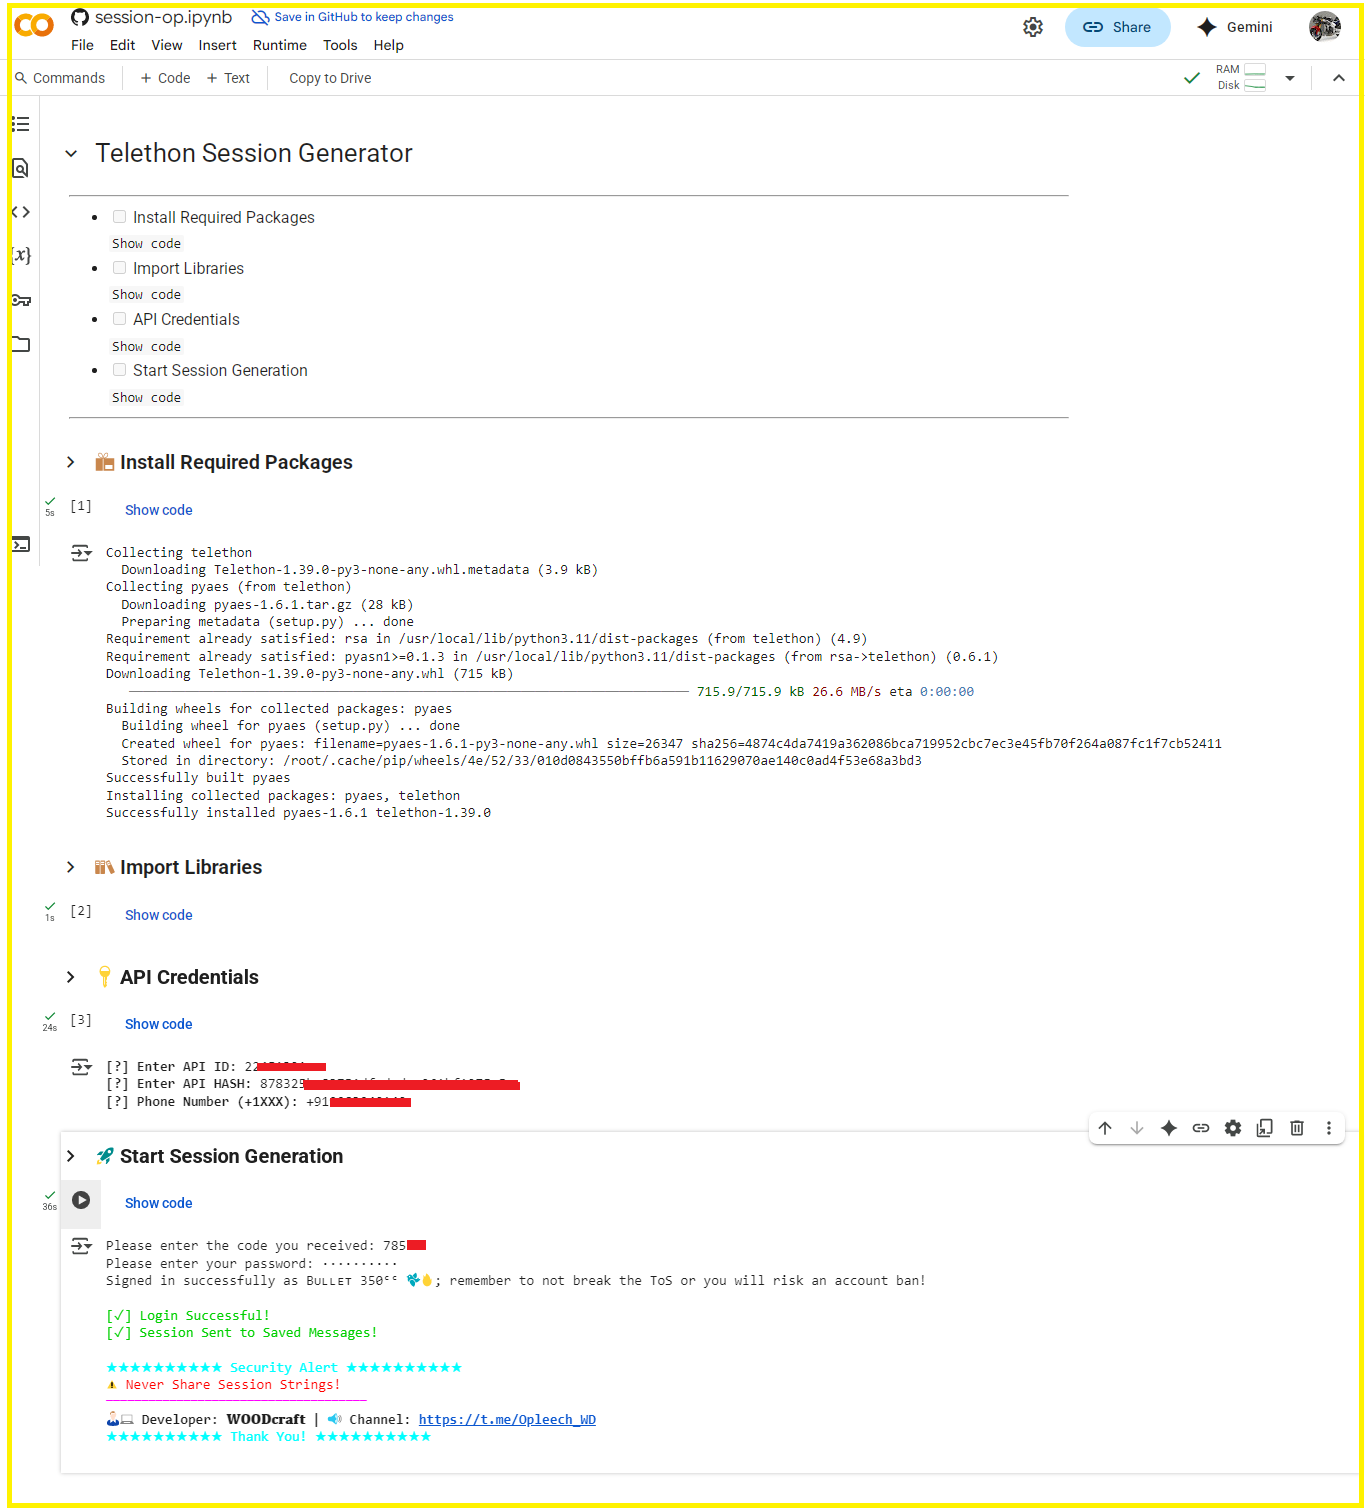 session-op.ipynb
Save in GitHub to keep changes
Share
Gemini
File Edit View Insert Runtime Tools Help
Commands + Code + Text Copy to Drive
RAM
Disk
Telethon Session Generator
Install Required Packages
Show code
Import Libraries
Show code
API Credentials
Show code
Start Session Generation
Show code
Install Required Packages
5s
[1]
Show code
Collecting telethon
Downloading Telethon-1.39.0-py3-none-any.whl.metadata (3.9 kB)
Collecting pyaes (from telethon)
Downloading pyaes-1.6.1.tar.gz (28 kB)
Preparing metadata (setup.py) ... done
Requirement already satisfied: rsa in /usr/local/lib/python3.11/dist-packages (from telethon) (4.9)
Requirement already satisfied: pyasn1>=0.1.3 in /usr/local/lib/python3.11/dist-packages (from rsa->telethon) (0.6.1)
Downloading Telethon-1.39.0-py3-none-any.whl (715 kB)
715.9/715.9 kB 26.6 MB/s eta 0:00:00
Building wheels for collected packages: pyaes
Building wheel for pyaes (setup.py) ... done
Created wheel for pyaes: filename=pyaes-1.6.1-py3-none-any.whl size=26347 sha256=4874c4da7419a362086bca719952cbc7ec3e45fb70f264a087fc1f7cb52411
Stored in directory: /root/.cache/pip/wheels/4e/52/33/010d0843550bffb6a591b11629070ae140c0ad4f53e68a3bd3
Successfully built pyaes
Installing collected packages: pyaes, telethon
Successfully installed pyaes-1.6.1 telethon-1.39.0
Import Libraries
1s
[2]
Show code
API Credentials
24s
[3]
Show code
[?] Enter API ID: 22
[?] Enter API HASH: 878325
[?] Phone Number (+1XXX): +91
Start Session Generation
36s
Show code
Please enter the code you received: 785
Please enter your password: ··········
Signed in successfully as Bᴜʟʟᴇᴛ 350ᶜᶜ; remember to not break the ToS or you will risk an account ban!
[✓] Login Successful!
[✓] Session Sent to Saved Messages!
★★★★★★★★★★ Security Alert ★★★★★★★★★★
⚠ Never Share Session Strings!
Developer: WOODcraft | Channel: https://t.me/Opleech_WD
★★★★★★★★★★ Thank You! ★★★★★★★★★★